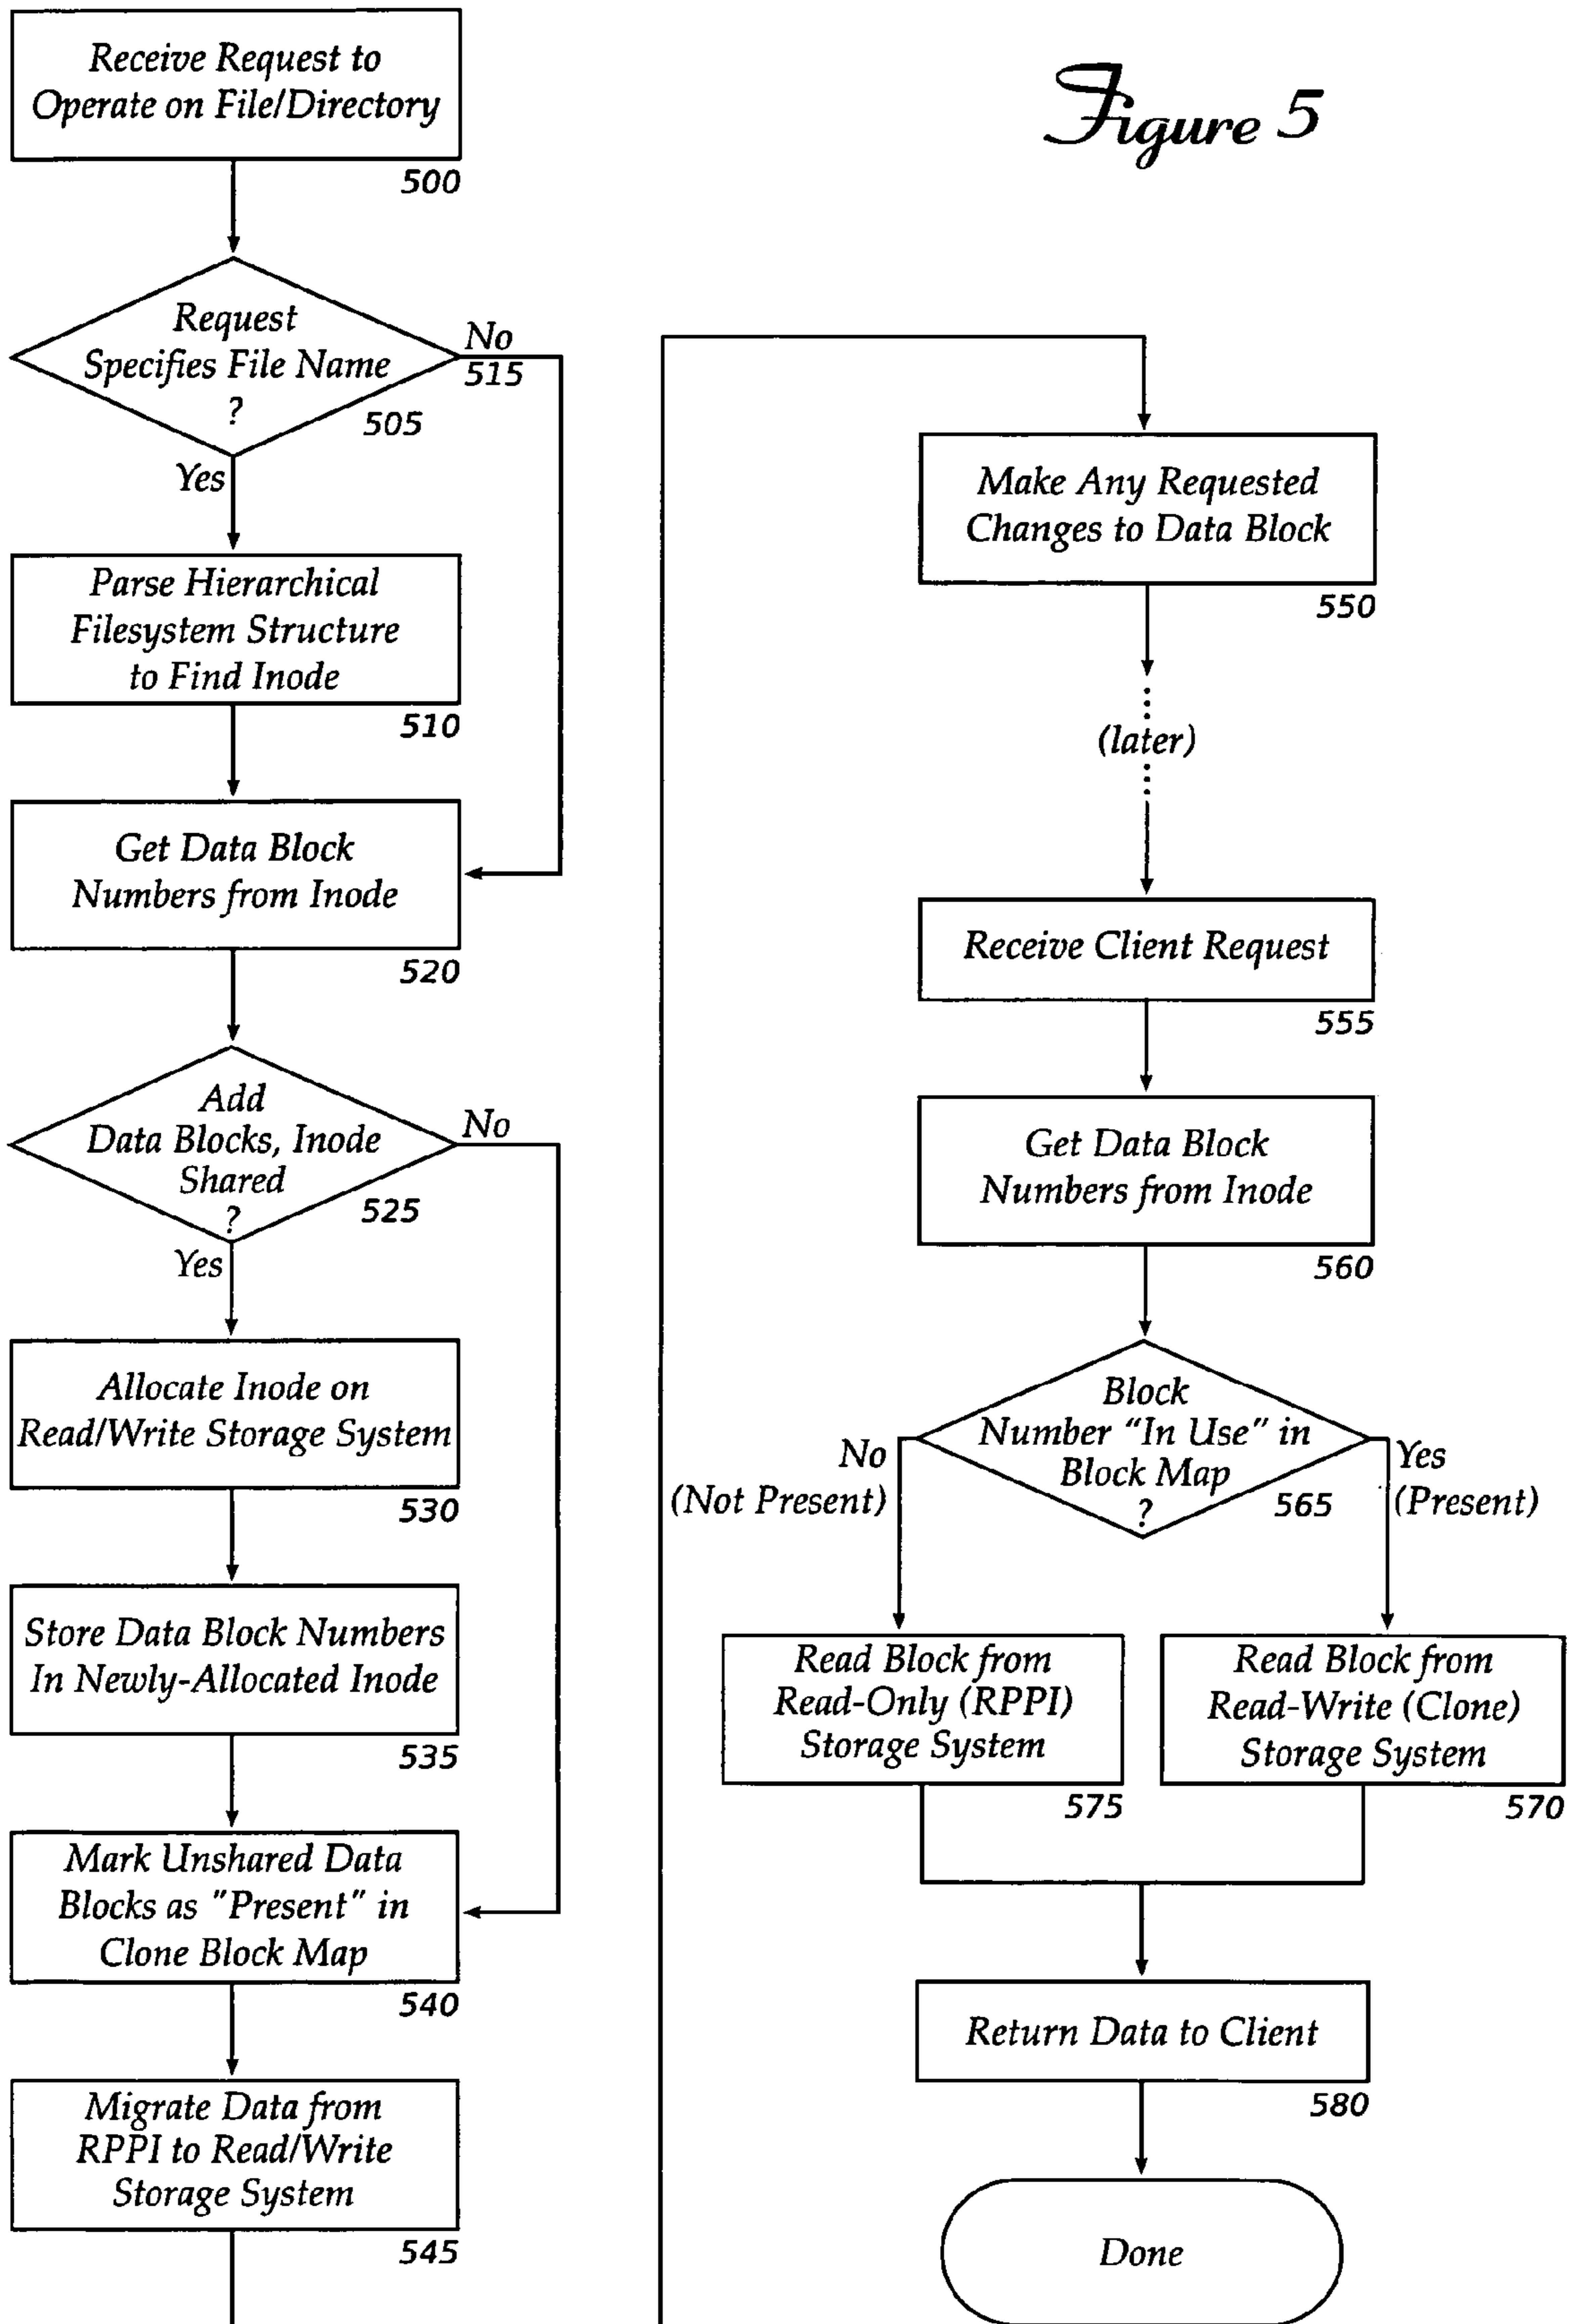 Figure 5
Receive Request to
Operate on File/Directory
500
Request
Specifies File Name
?
505
No
515
Yes
Parse Hierarchical
Filesystem Structure
to Find Inode
510
Get Data Block
Numbers from Inode
520
Add
Data Blocks, Inode
Shared
?
525
No
Yes
Allocate Inode on
Read/Write Storage System
530
Store Data Block Numbers
In Newly-Allocated Inode
535
Mark Unshared Data
Blocks as "Present" in
Clone Block Map
540
Migrate Data from
RPPI to Read/Write
Storage System
545
Make Any Requested
Changes to Data Block
550
(later)
Receive Client Request
555
Get Data Block
Numbers from Inode
560
Block
Number “In Use” in
Block Map
?
565
No
(Not Present)
Yes
(Present)
Read Block from
Read-Only (RPPI)
Storage System
575
Read Block from
Read-Write (Clone)
Storage System
570
Return Data to Client
580
Done